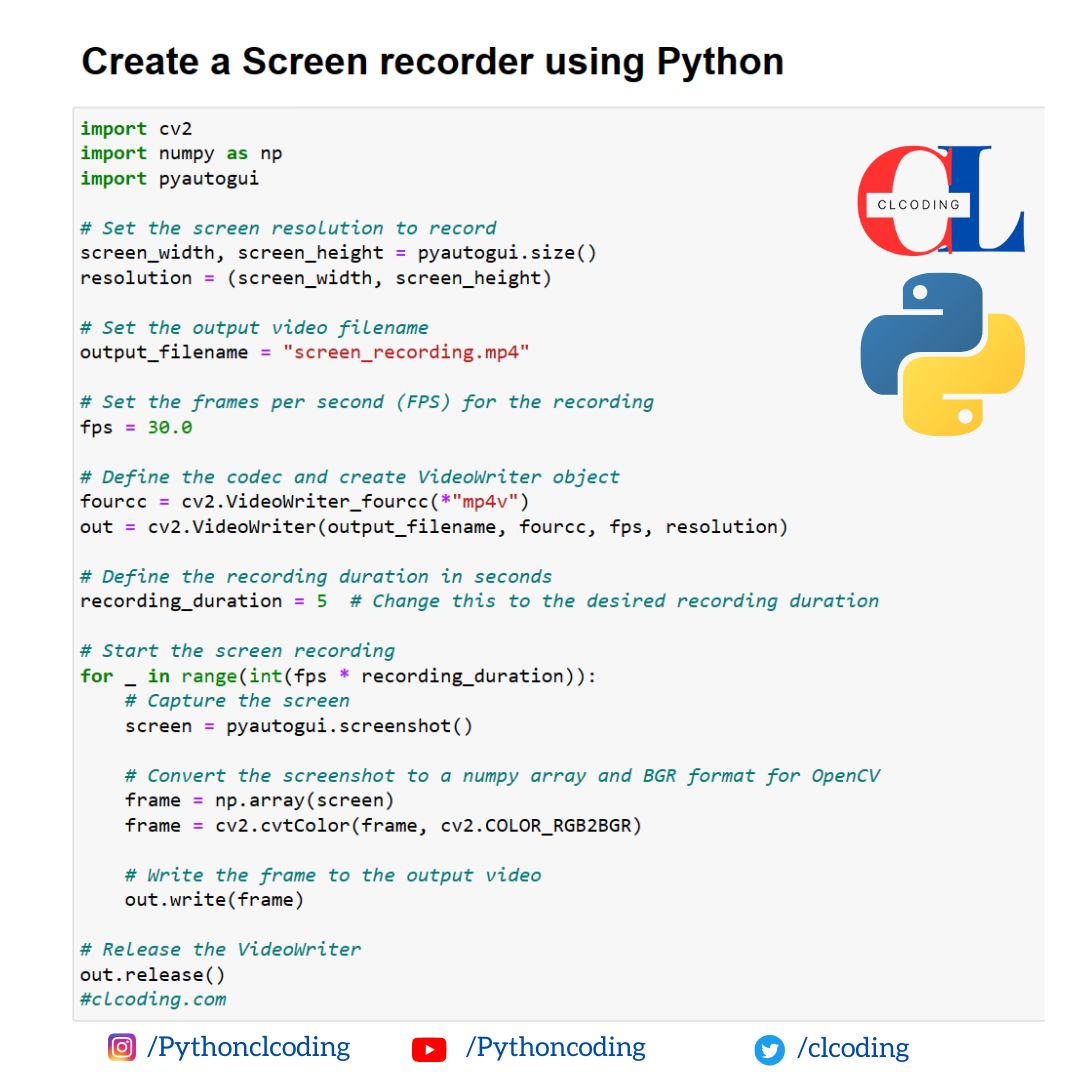 Create a Screen recorder using Python
import cv2
import numpy as np
import pyautogui
CL
CLCODING
# Set the screen resolution to record
screen_width, screen_height = pyautogui.size()
resolution = (screen_width, screen_height)
# Set the output video filename
output_filename = "screen_recording.mp4"
# Set the frames per second (FPS) for the recording
fps = 30.0
# Define the codec and create VideoWriter object
fourcc = cv2.VideoWriter_fourcc(*"mp4v")
out = cv2.VideoWriter(output_filename, fourcc, fps, resolution)
# Define the recording duration in seconds
recording_duration = 5  # Change this to the desired recording duration
# Start the screen recording
for _ in range(int(fps * recording_duration)):
    # Capture the screen
    screen = pyautogui.screenshot()
    # Convert the screenshot to a numpy array and BGR format for OpenCV
    frame = np.array(screen)
    frame = cv2.cvtColor(frame, cv2.COLOR_RGB2BGR)
    # Write the frame to the output video
    out.write(frame)
# Release the VideoWriter
out.release()
#clcoding.com
/Pythonclcoding /Pythoncoding /clcoding